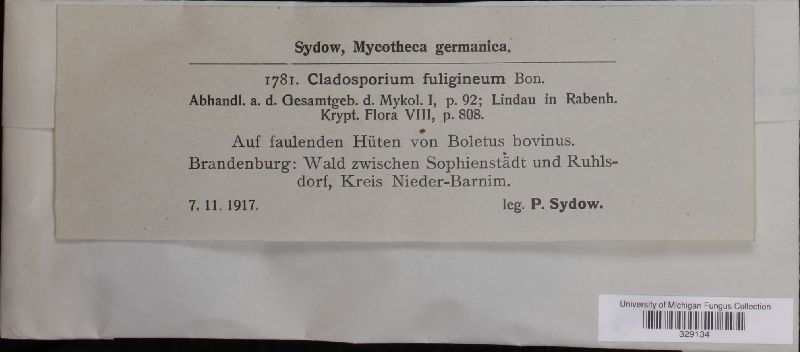 Sydow, Mycotheca germanica.
1781. Cladosporium fuligineum Bon.
Abhandl. a. d. Gesamtgeb. d. Mykol. I, p. 92; Lindau in Rabenh.
Krypt. Flora VIII, p. 808.
Auf faulenden Hüten von Boletus bovinus.
Brandenburg: Wald zwischen Sophienstädt und Ruhls-
dorf, Kreis Nieder-Barnim.
7. 11. 1917. leg. P. Sydow.
University of Michigan Fungus Collection
329134